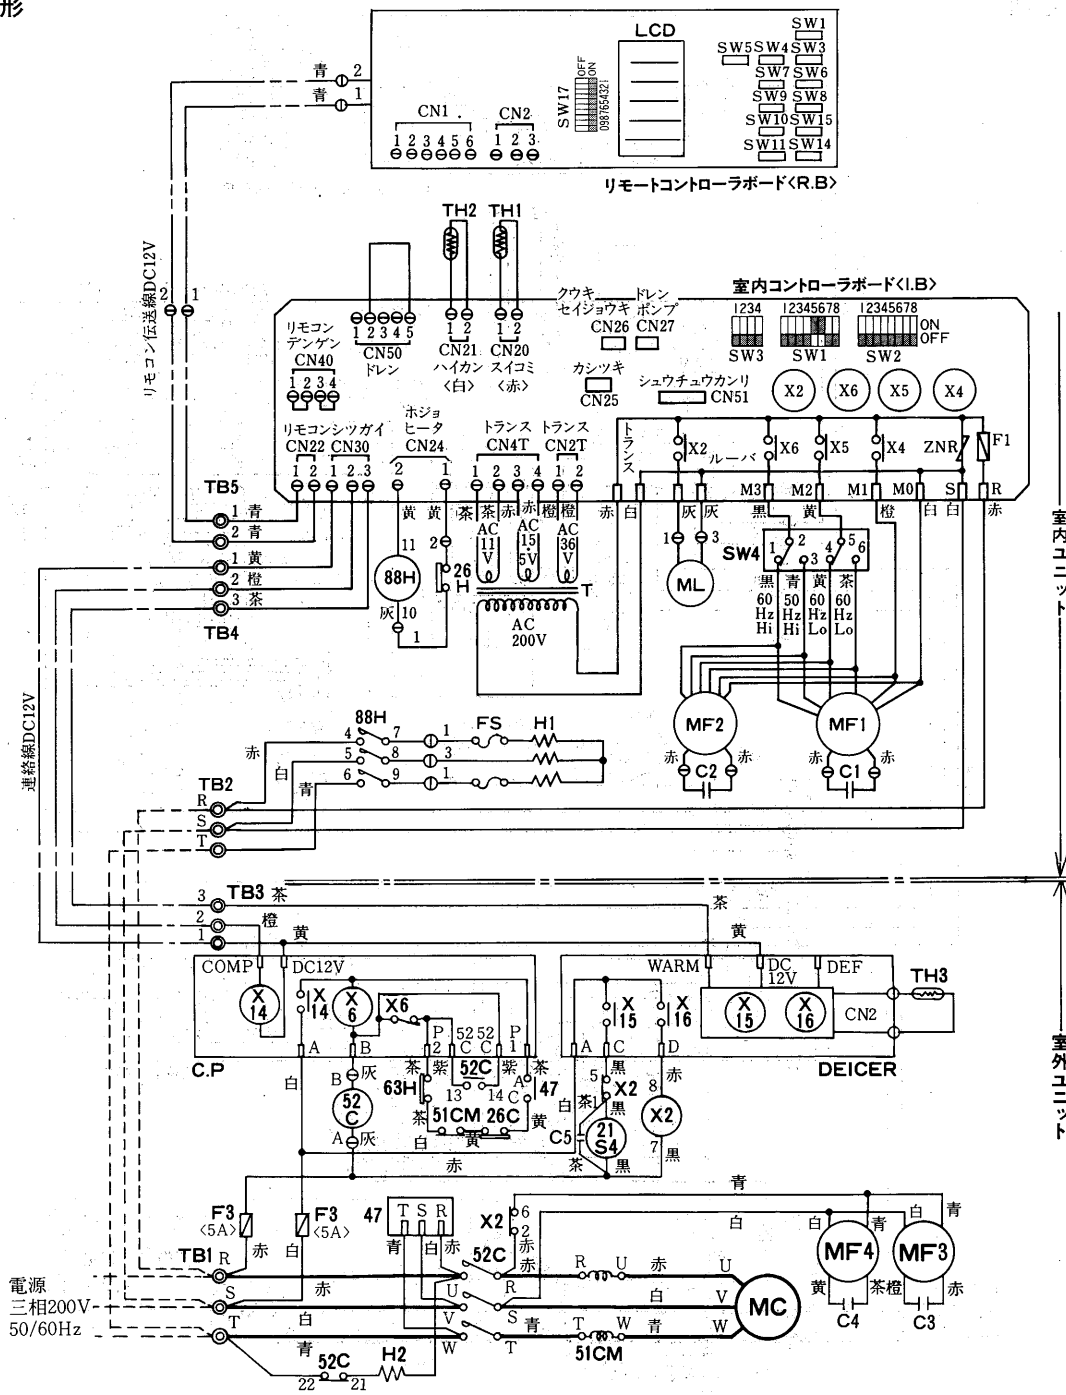 形
LCD
SW1
SW5 SW4 SW3
SW7 SW6
SW9 SW8
SW10 SW15
SW11 SW14
SW17
OFF
ON
0987654321
青 2
青 1
CN1
1 2 3 4 5 6
CN2
1 2 3
リモートコントローラボード〈R.B〉
リモコン伝送線DC12V
2 1
TH2 TH1
室内コントローラボード〈I.B〉
リモコン
デンゲン
CN40
1 2 3 4
1 2 3 4 5
CN50
ドレン
1 2
CN21
ハイカン
〈白〉
1 2
CN20
スイコミ
〈赤〉
クウキ
セイジョウキ
CN26
ドレン
ポンプ
CN27
カシツキ
CN25
シュウチュウカンリ
CN51
1234
SW3
12345678
SW1
12345678
SW2
ON
OFF
X2 X6 X5 X4
リモコン
CN22
1 2
シツガイ
CN30
1 2 3
ホジョ
ヒータ
CN24
2 1
トランス
CN4T
1 2 3 4
トランス
CN2T
1 2
トランス
X2
ルーバ
X6 X5 X4
ZNR
F1
M3 M2 M1 M0 S R
TB5
1 青
2 青
1 黄
2 橙
3 茶
TB4
黄 黄 茶 茶 赤 赤 橙 橙 赤 白 灰 灰 黒 黄 橙 白 白 赤
11
88H
灰 10
1
2
26
H
AC
11
V
AC
15
.5V
AC
36
V
T
AC
200V
1 3
ML
SW4
1 2 3 4 5 6
黒 青 黄 茶
60
Hz
Hi
50
Hz
Hi
60
Hz
Lo
60
Hz
Lo
MF2 MF1
赤 赤 赤 赤
C2 C1
室内ユニット
連絡線DC12V
88H
4 7 1 FS H1
5 8 3
6 9 1
赤
白
青
TB2
R
S
T
3 TB3 茶
2 橙
1 黄
茶
黄
COMP DC12V
X
14
X
14
X
6
X6
A B
P
2
52
C
52
C
P
1
C.P
WARM
DC
12V
DEF
TH3
X
15
X
16
X
15
X
16
CN2
A C D
DEICER
室外ユニット
白
B 灰
52
C
A 灰
茶 紫 紫 茶
63H
52C
13 14
A
C
47
茶
51CM 26C
白 黄 黄
白
黒
5
X2
茶 1
黒
C5
21
S4
茶 黒
赤
8
X2
7
黒
赤
F3
〈5A〉
F3
〈5A〉
赤 白
47
T S R
青 白 赤
X2
6
2
赤
青
白
TB1
R
S
T
電源
三相200V
50/60Hz
赤
白
青
52C
U
V
W
赤
R
S
T
青
R U 赤 U
白 V
T W 青 W
51CM
MC
白 青 白 青
MF4 MF3
黄 茶 橙 赤
C4 C3
52C
22 21
H2